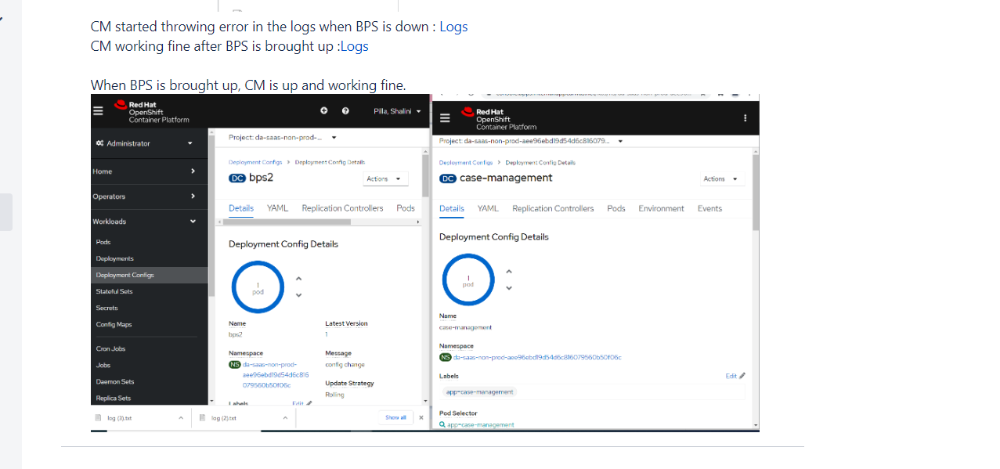 CM started throwing error in the logs when BPS is down : Logs
CM working fine after BPS is brought up :Logs
When BPS is brought up, CM is up and working fine.
Red Hat
OpenShift
Container Platform
Pilla, Shalini
Administrator
Home
Operators
Workloads
Pods
Deployments
Deployment Configs
Stateful Sets
Secrets
Config Maps
Cron Jobs
Jobs
Daemon Sets
Replica Sets
Project: da-saas-non-prod-...
Deployment Configs > Deployment Config Details
DC bps2
Actions
Details YAML Replication Controllers Pods
Deployment Config Details
1
pod
Name
bps2
Latest Version
1
Namespace
NS da-saas-non-prod-
aee96ebd19d54d6c816
079560b50f06c
Message
config change
Update Strategy
Rolling
Labels
Edit
log (3).txt
log (2).txt
Show all
Red Hat
OpenShift
Container Platform
Project: da-saas-non-prod-aee96ebd19d54d6c816079...
Deployment Configs > Deployment Config Details
DC case-management
Actions
Details YAML Replication Controllers Pods Environment Events
Deployment Config Details
1
pod
Name
case-management
Namespace
NS da-saas-non-prod-aee96ebd19d54d6c816079560b50f06c
Labels
Edit
app=case-management
Pod Selector
app=case-management